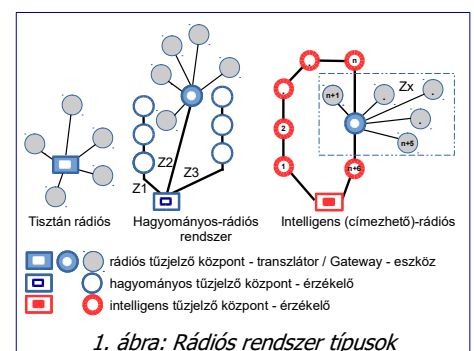 n
n+1
Zx
2
n+5
1
n+6
Z1
Z2
Z3
Tisztán rádiós
Hagyományos-rádiós
rendszer
Intelligens (címezhető)-rádiós
rádiós tűzjelző központ - transzlátor / Gateway - eszköz
hagyományos tűzjelző központ - érzékelő
intelligens tűzjelző központ - érzékelő
1. ábra: Rádiós rendszer típusok